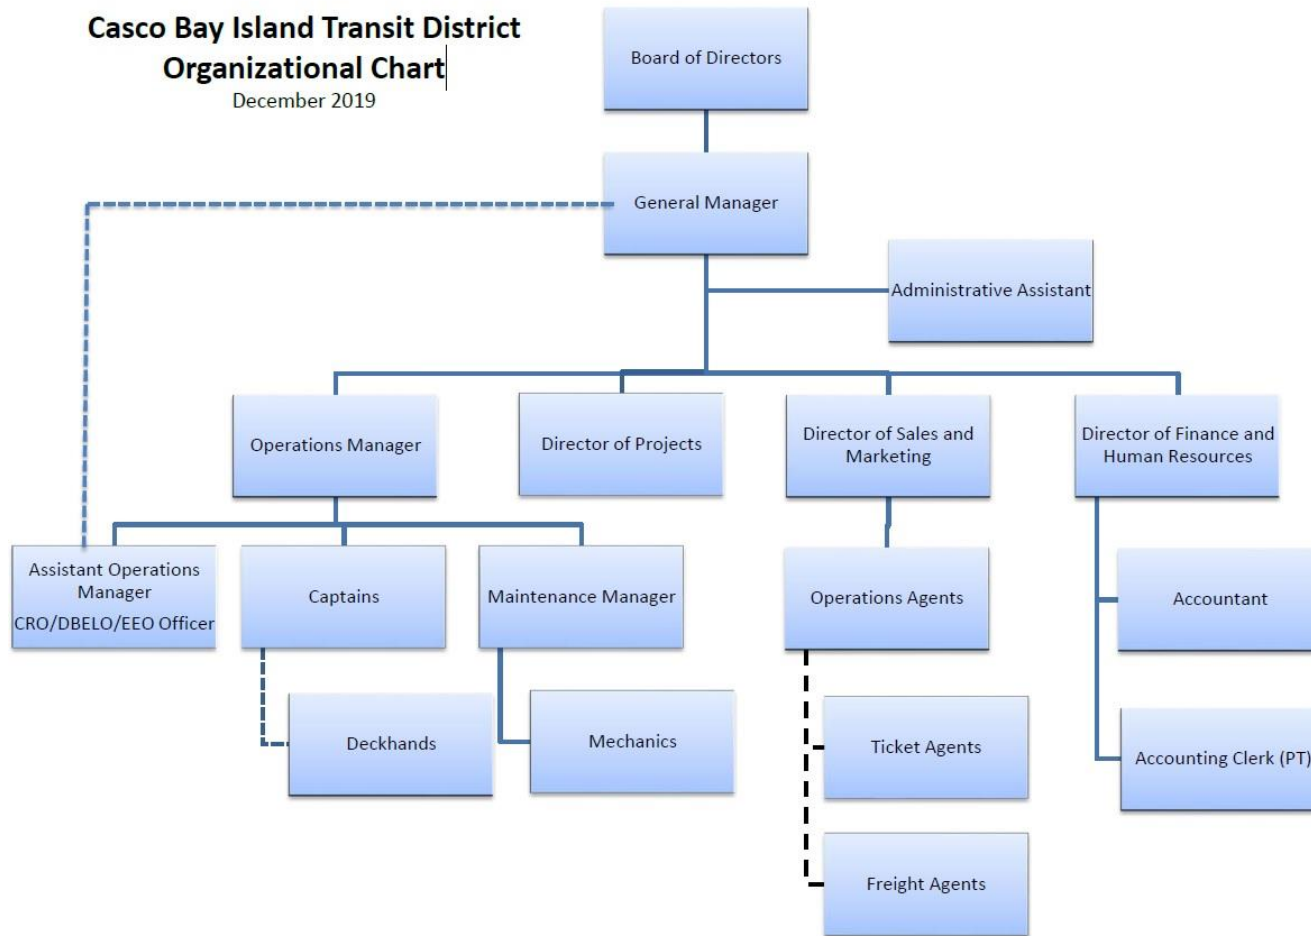 Casco Bay Island Transit District
Organizational Chart
December 2019
Board of Directors
General Manager
Administrative Assistant
Operations Manager
Director of Projects
Director of Sales and
Marketing
Director of Finance and
Human Resources
Assistant Operations
Manager
CRO/DBELO/EEO Officer
Captains
Maintenance Manager
Operations Agents
Accountant
Deckhands
Mechanics
Ticket Agents
Accounting Clerk (PT)
Freight Agents